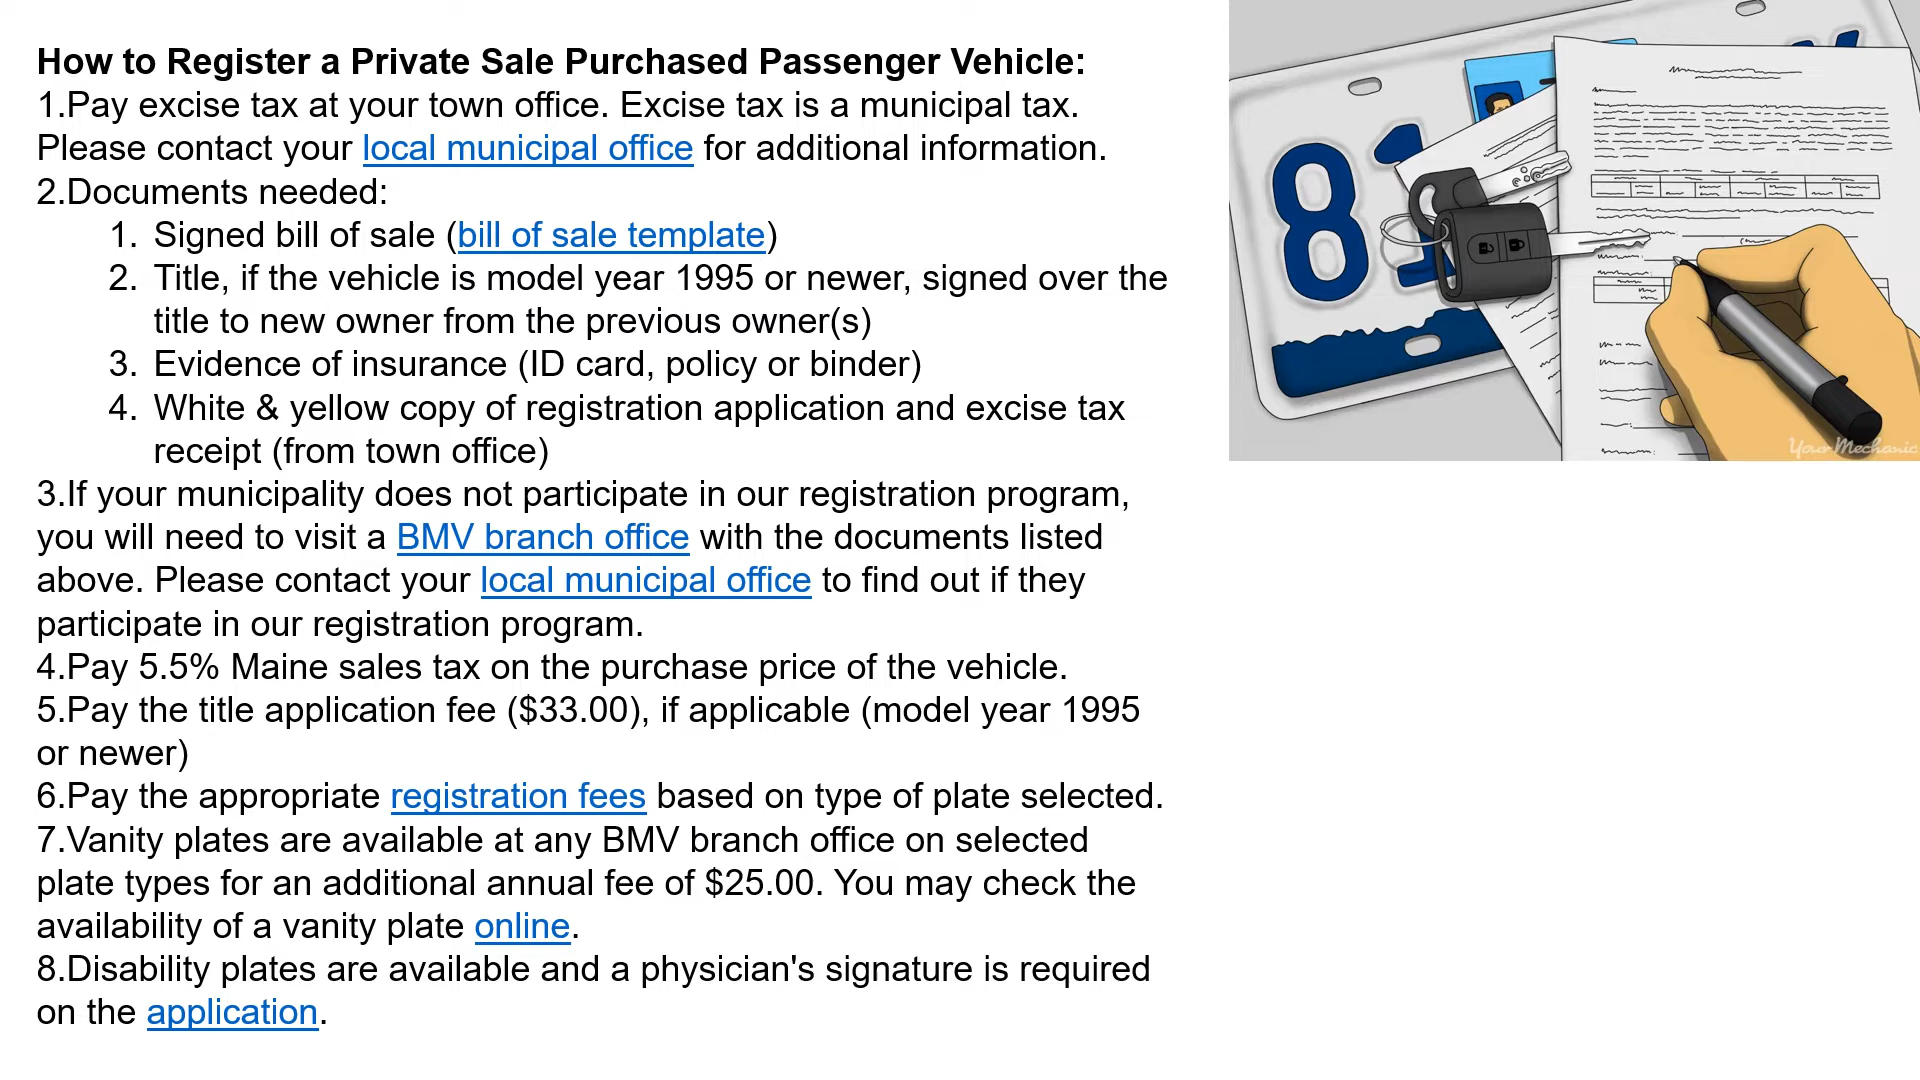 How to Register a Private Sale Purchased Passenger Vehicle:
1.Pay excise tax at your town office. Excise tax is a municipal tax.
Please contact your local municipal office for additional information.
2.Documents needed:
1. Signed bill of sale (bill of sale template)
2. Title, if the vehicle is model year 1995 or newer, signed over the
title to new owner from the previous owner(s)
3. Evidence of insurance (ID card, policy or binder)
4. White & yellow copy of registration application and excise tax
receipt (from town office)
3.If your municipality does not participate in our registration program,
you will need to visit a BMV branch office with the documents listed
above. Please contact your local municipal office to find out if they
participate in our registration program.
4.Pay 5.5% Maine sales tax on the purchase price of the vehicle.
5.Pay the title application fee ($33.00), if applicable (model year 1995
or newer)
6.Pay the appropriate registration fees based on type of plate selected.
7.Vanity plates are available at any BMV branch office on selected
plate types for an additional annual fee of $25.00. You may check the
availability of a vanity plate online.
8.Disability plates are available and a physician's signature is required
on the application.
81
YourMechanic